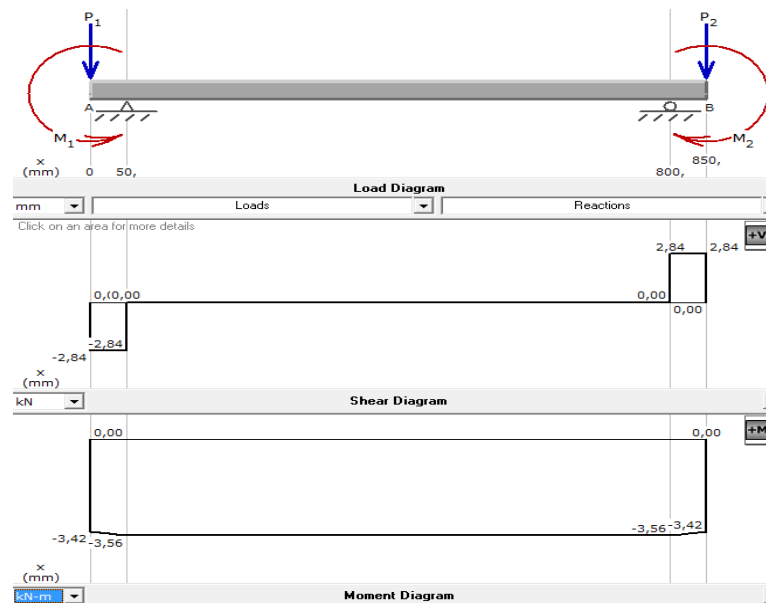 P1 P2
A B
M1 M2
x (mm) 0 50, 800, 850,
Load Diagram
mm Loads Reactions
Click on an area for more details
+V
2,84 2,84
0,(0,00 0,00 0,00
-2,84 -2,84
x (mm)
kN Shear Diagram
+M
0,00 0,00
-3,42 -3,56 -3,56 -3,42
x (mm)
kN-m Moment Diagram